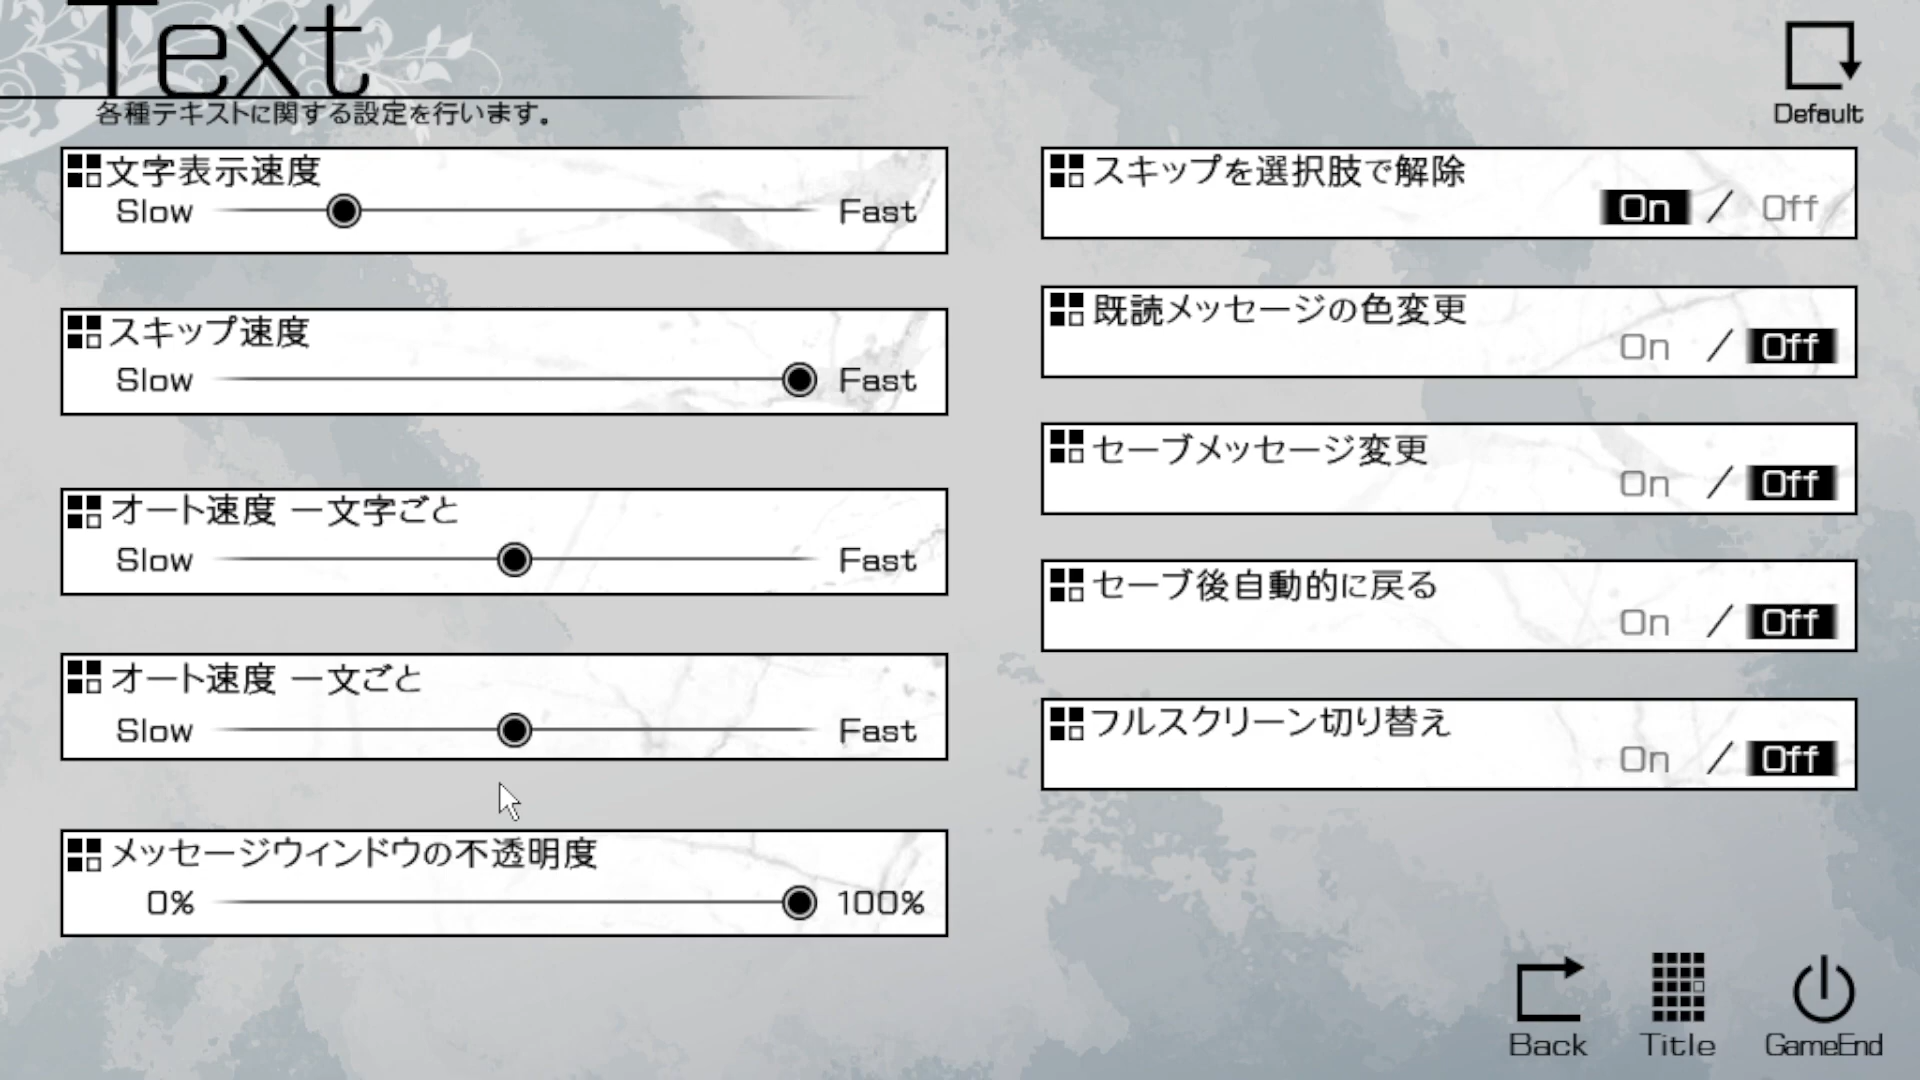 Text
各種テキストに関する設定を行います。
Default
文字表示速度
Slow Fast
スキップ速度
Slow Fast
オート速度 一文字ごと
Slow Fast
オート速度 一文ごと
Slow Fast
メッセージウィンドウの不透明度
0% 100%
スキップを選択肢で解除
On / Off
既読メッセージの色変更
On / Off
セーブメッセージ変更
On / Off
セーブ後自動的に戻る
On / Off
フルスクリーン切り替え
On / Off
Back Title GameEnd